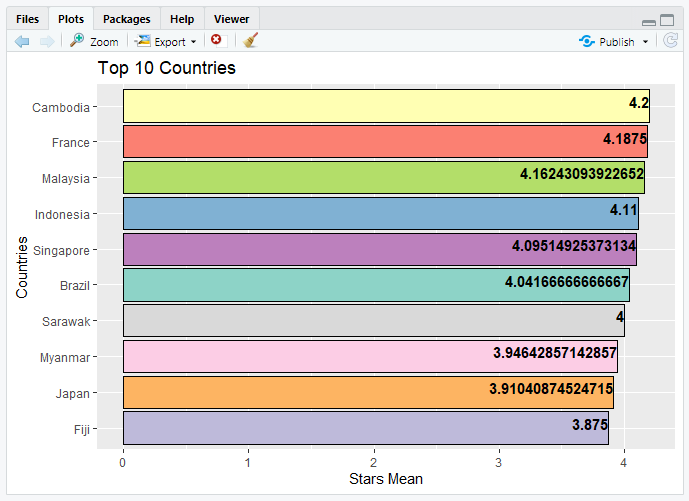 Files Plots Packages Help Viewer
Zoom Export Publish
Top 10 Countries
Cambodia 4.2
France 4.1875
Malaysia 4.16243093922652
Indonesia 4.11
Singapore 4.09514925373134
Brazil 4.04166666666667
Sarawak 4
Myanmar 3.94642857142857
Japan 3.91040874524715
Fiji 3.875
Countries
0 1 2 3 4
Stars Mean